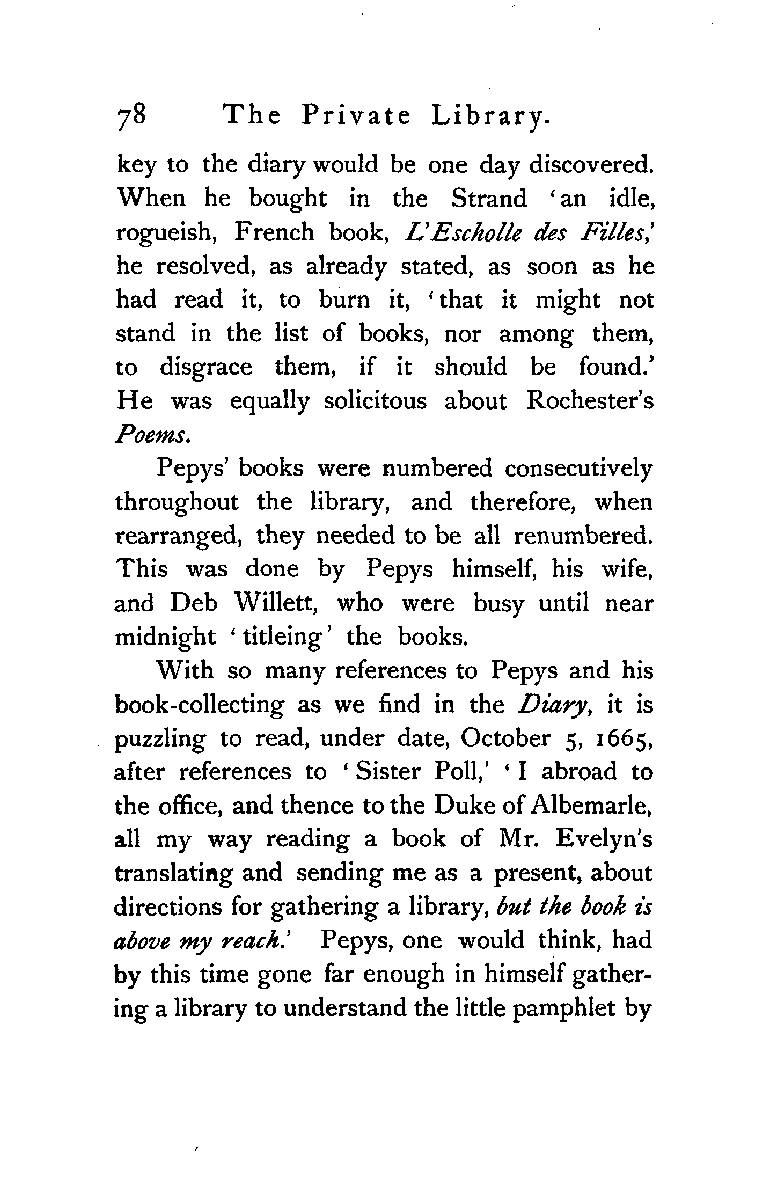 78 The Private Library.
key to the diary would be one day discovered.
When he bought in the Strand ‘an idle,
rogueish, French book, L’Escholle des Filles,’
he resolved, as already stated, as soon as he
had read it, to burn it, ‘that it might not
stand in the list of books, nor among them,
to disgrace them, if it should be found.’
He was equally solicitous about Rochester’s
Poems.
Pepys’ books were numbered consecutively
throughout the library, and therefore, when
rearranged, they needed to be all renumbered.
This was done by Pepys himself, his wife,
and Deb Willett, who were busy until near
midnight ‘titleing’ the books.
With so many references to Pepys and his
book-collecting as we find in the Diary, it is
puzzling to read, under date, October 5, 1665,
after references to ‘Sister Poll,’ ‘I abroad to
the office, and thence to the Duke of Albemarle,
all my way reading a book of Mr. Evelyn’s
translating and sending me as a present, about
directions for gathering a library, but the book is
above my reach.’ Pepys, one would think, had
by this time gone far enough in himself gather-
ing a library to understand the little pamphlet by